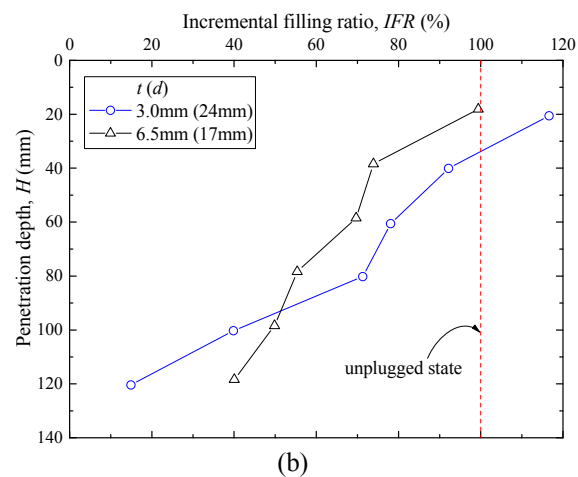 Incremental filling ratio, IFR (%)
0 20 40 60 80 100 120
0
20
40
60
80
100
120
140
Penetration depth, H (mm)
t (d)
3.0mm (24mm)
6.5mm (17mm)
unplugged state
(b)